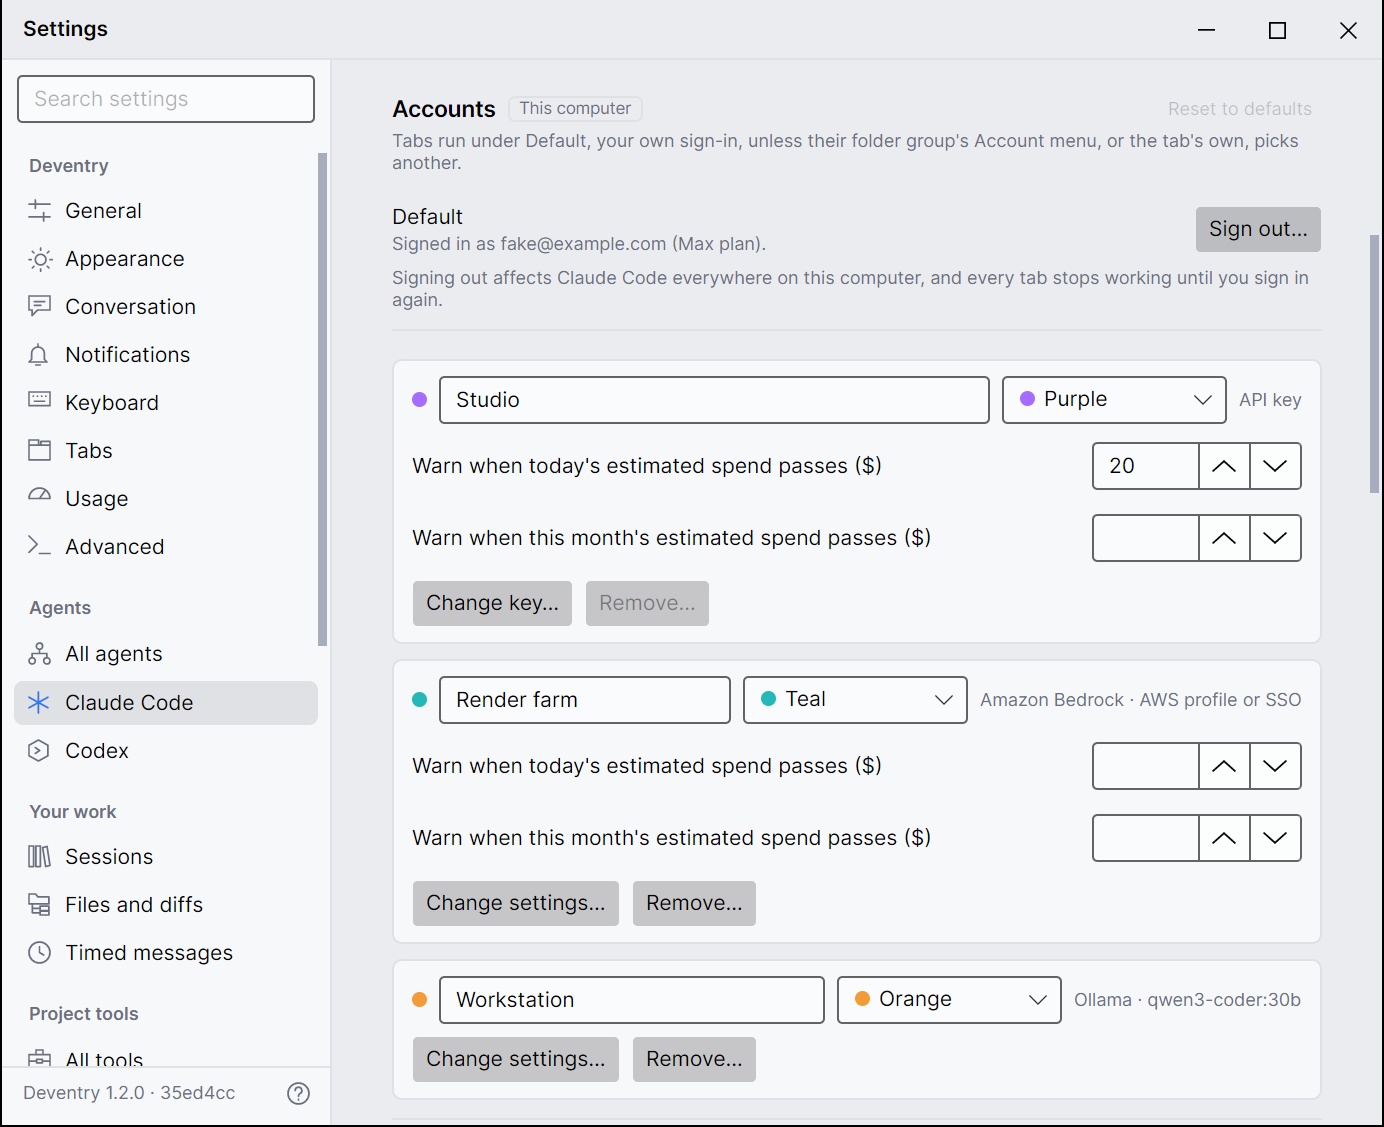 Settings
Search settings
Deventry
General
Appearance
Conversation
Notifications
Keyboard
Tabs
Usage
Advanced
Agents
All agents
Claude Code
Codex
Your work
Sessions
Files and diffs
Timed messages
Project tools
All tools
Deventry 1.2.0 · 35ed4cc
Accounts
This computer
Reset to defaults
Tabs run under Default, your own sign-in, unless their folder group's Account menu, or the tab's own, picks
another.
Default
Signed in as fake@example.com (Max plan).
Sign out...
Signing out affects Claude Code everywhere on this computer, and every tab stops working until you sign in
again.
Studio
Purple
API key
Warn when today's estimated spend passes ($)
20
Warn when this month's estimated spend passes ($)
Change key...
Remove...
Render farm
Teal
Amazon Bedrock · AWS profile or SSO
Warn when today's estimated spend passes ($)
Warn when this month's estimated spend passes ($)
Change settings...
Remove...
Workstation
Orange
Ollama · qwen3-coder:30b
Change settings...
Remove...